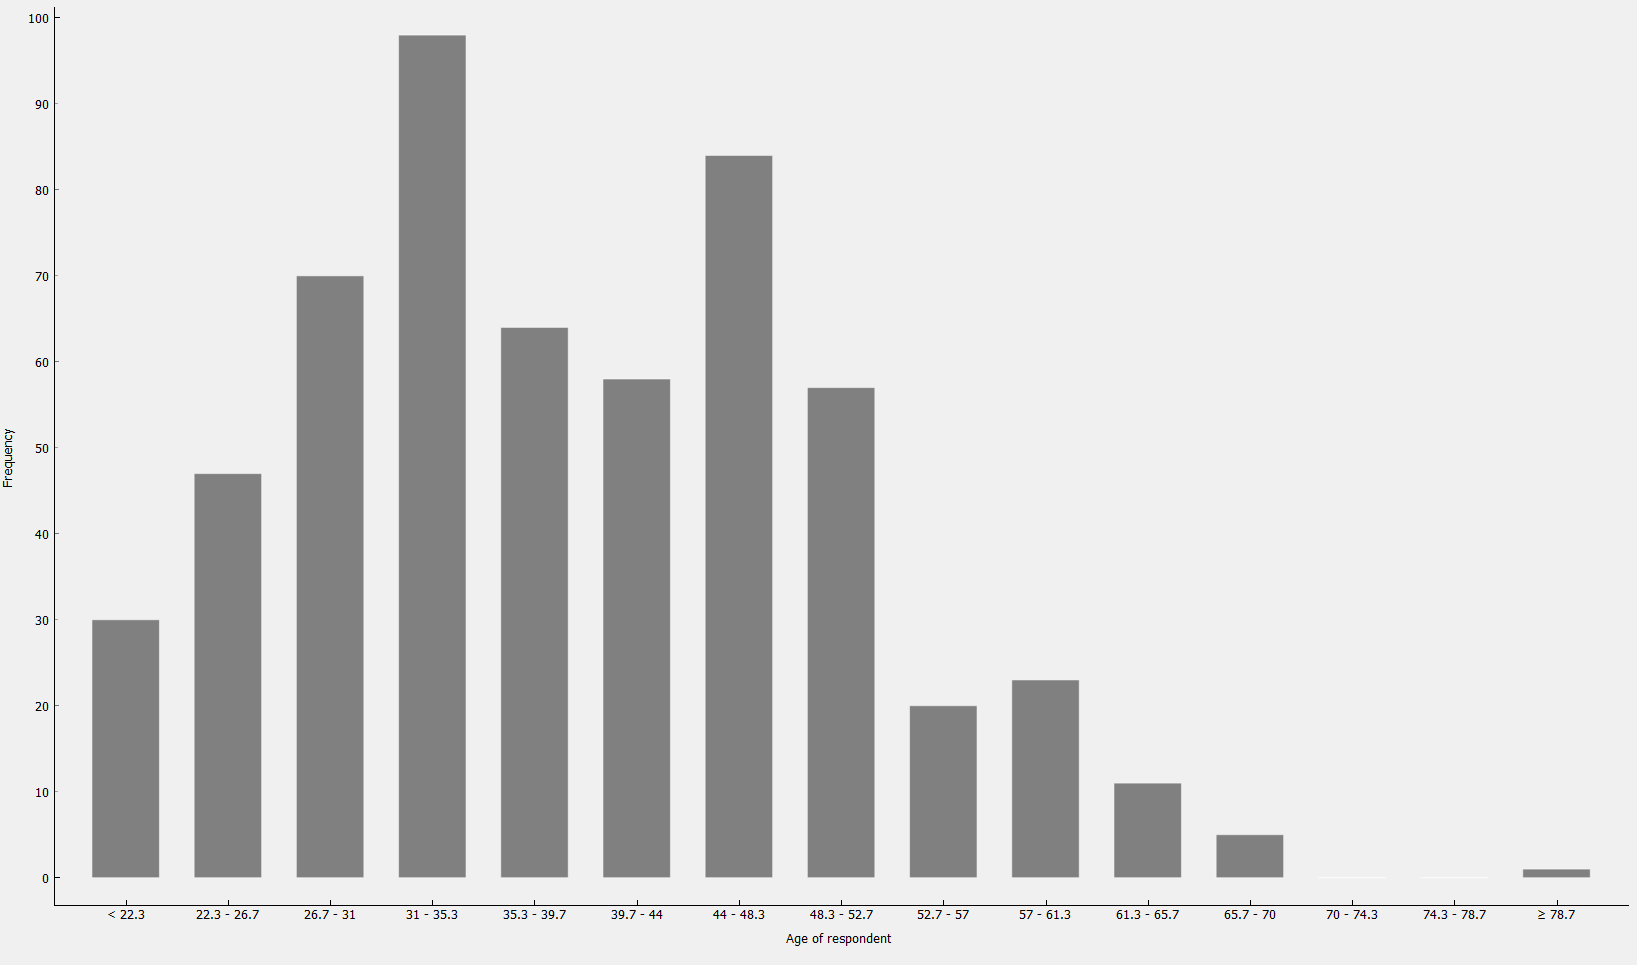 100
90
80
70
60
50
40
30
20
10
0
Frequency
< 22.3
22.3 - 26.7
26.7 - 31
31 - 35.3
35.3 - 39.7
39.7 - 44
44 - 48.3
48.3 - 52.7
52.7 - 57
57 - 61.3
61.3 - 65.7
65.7 - 70
70 - 74.3
74.3 - 78.7
≥ 78.7
Age of respondent